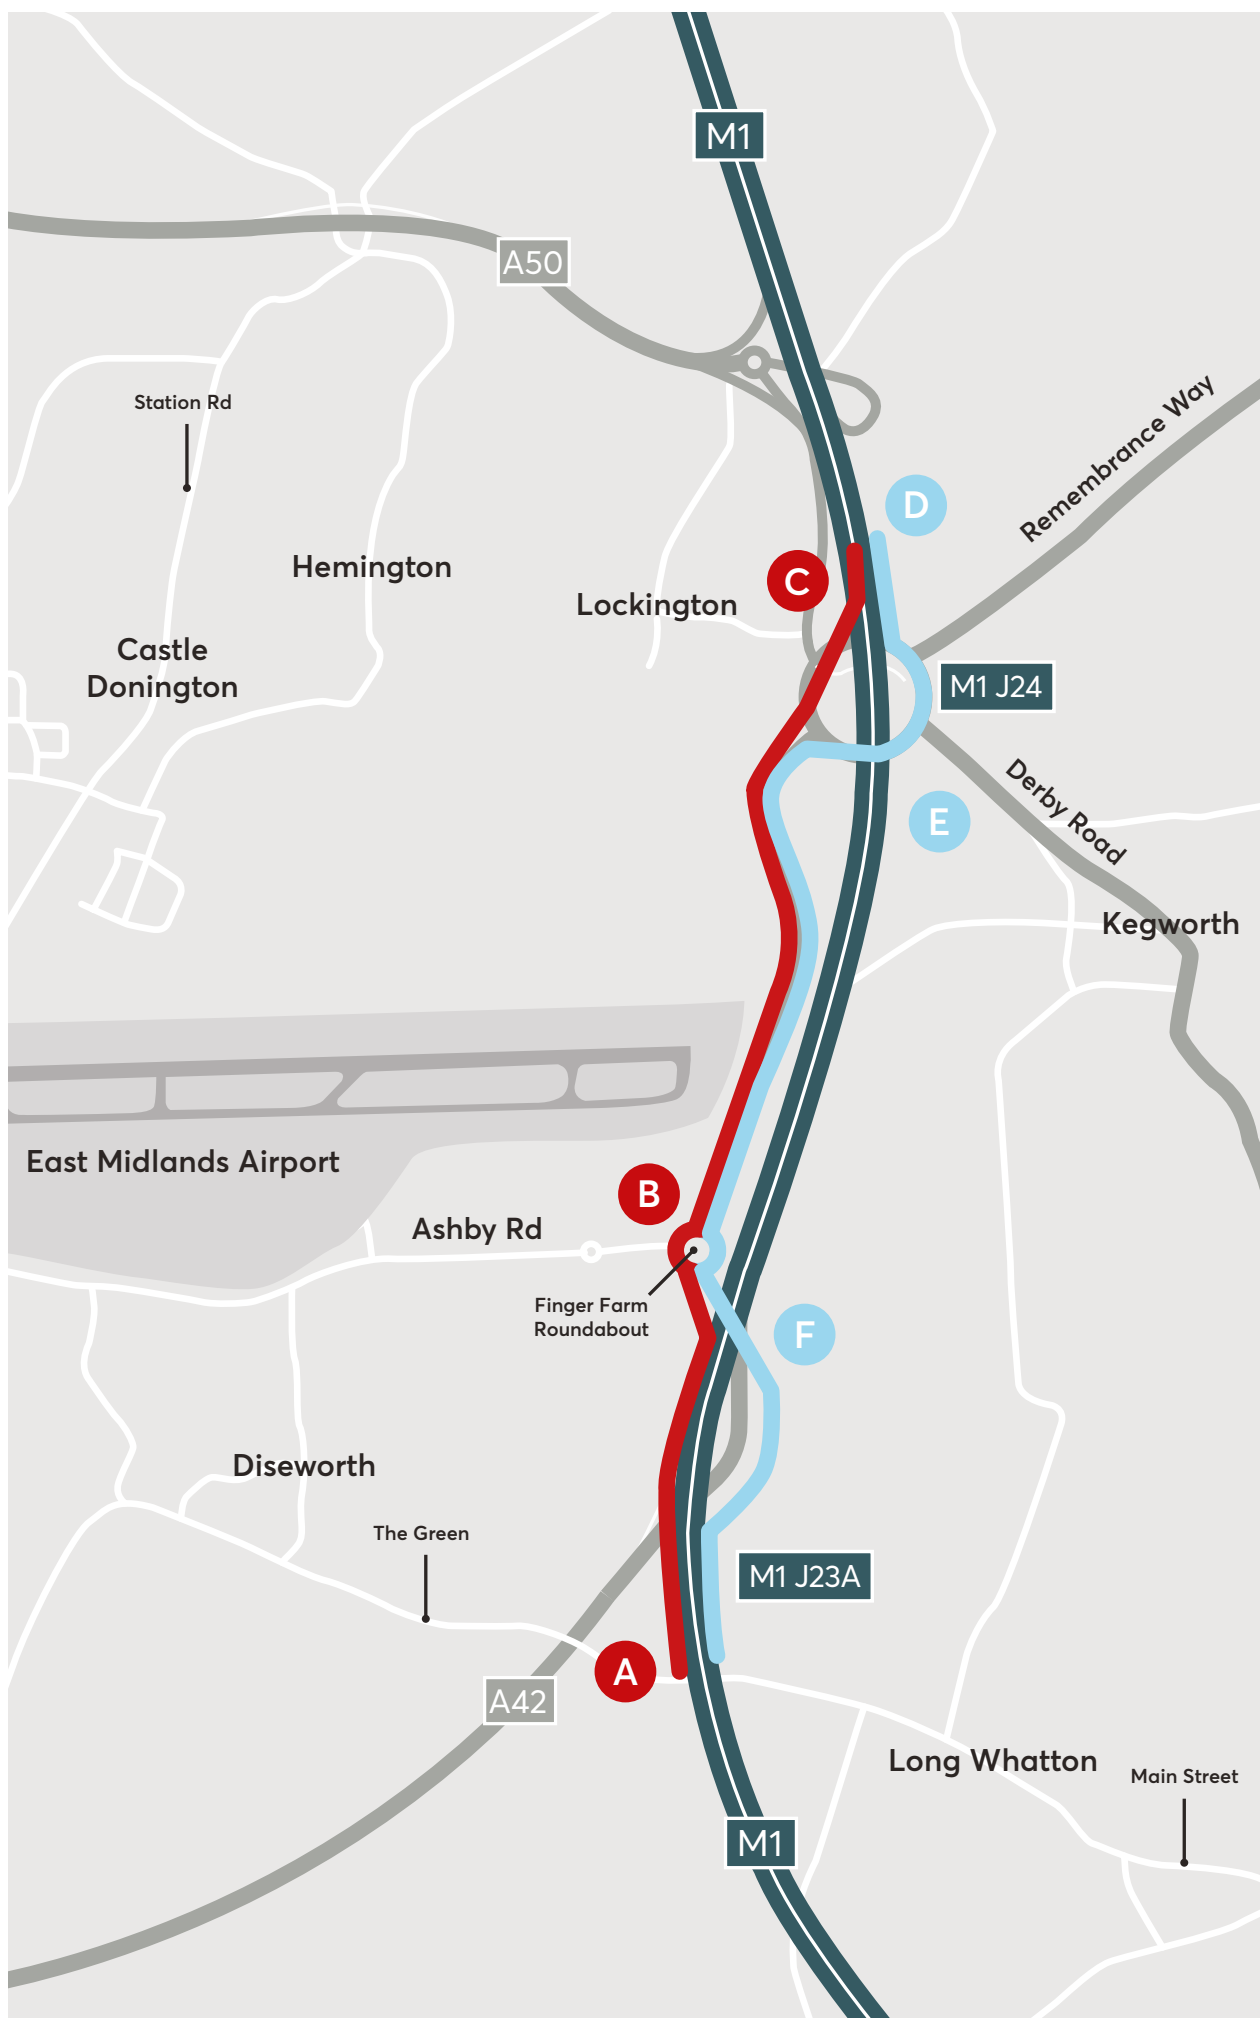 M1
A50
Station Rd
Remembrance Way
D
Hemington
C
Lockington
Castle
Donington
M1 J24
Derby Road
E
Kegworth
East Midlands Airport
B
Ashby Rd
Finger Farm
Roundabout
F
Diseworth
The Green
M1 J23A
A
A42
Long Whatton
Main Street
M1